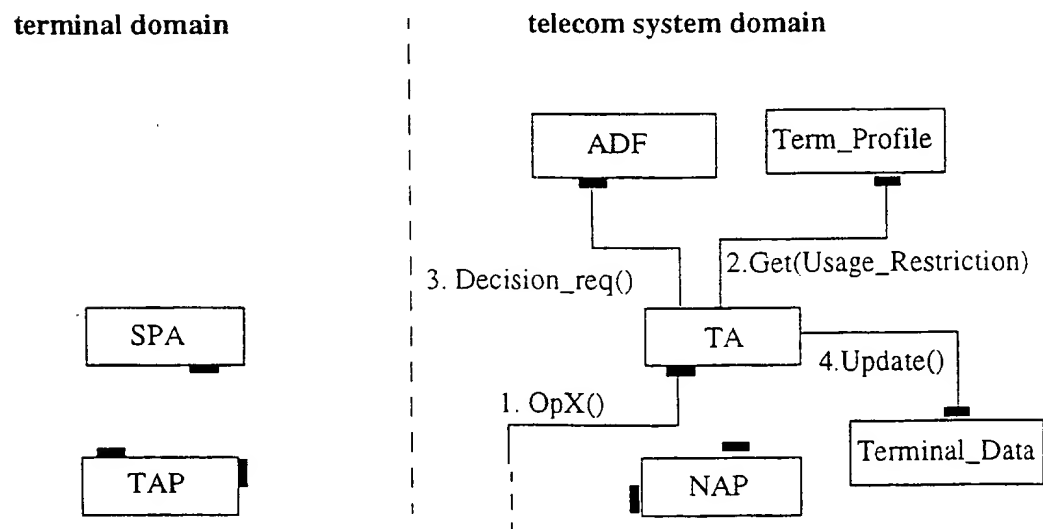 terminal domain
telecom system domain
ADF
Term_Profile
3. Decision_req()
2.Get(Usage_Restriction)
SPA
TA
4.Update()
1. OpX()
Terminal_Data
TAP
NAP